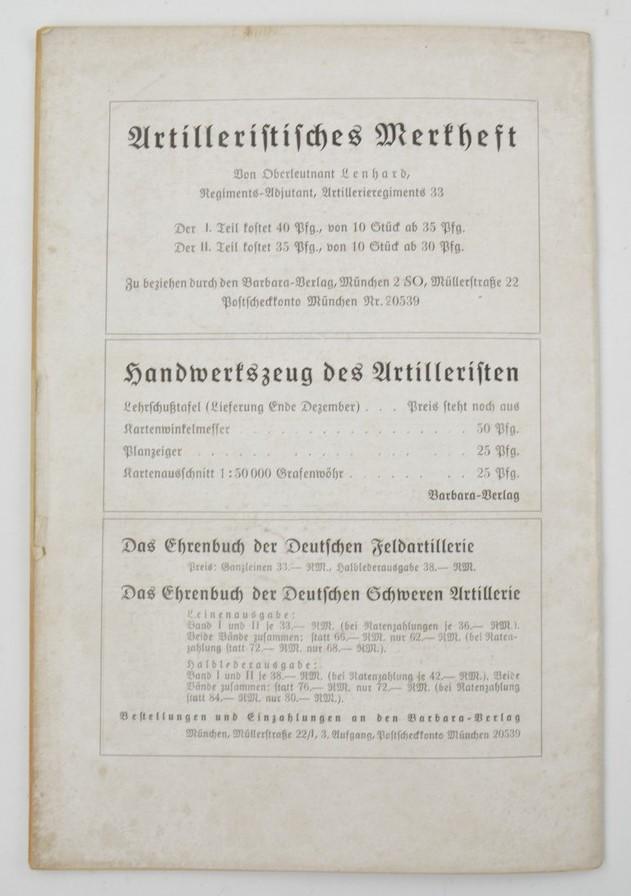 Artilleristisches Merkheft
Von Oberleutnant Lenhard,
Regiments-Adjutant, Artillerieregiments 33
Der I. Teil kostet 40 Pfg., von 10 Stück ab 35 Pfg.
Der II. Teil kostet 35 Pfg., von 10 Stück ab 30 Pfg.
Zu beziehen durch den Barbara-Verlag, München 2 SO, Müllerstraße 22
Postscheckkonto München Nr. 20539
Handwerkszeug des Artilleristen
Lehrschußtafel (Lieferung Ende Dezember) . . . Preis steht noch aus
Kartenwinkelmesser . . . . . . . . . . . . . . . . 50 Pfg.
Planzeiger . . . . . . . . . . . . . . . . . . 25 Pfg.
Kartenausschnitt 1:50000 Grafenwöhr . . . . . . . . . 25 Pfg.
Barbara-Verlag
Das Ehrenbuch der Deutschen Feldartillerie
Preis: Ganzleinen 33.— RM., Halblederausgabe 38.— RM.
Das Ehrenbuch der Deutschen Schweren Artillerie
Leinenausgabe:
Band I und II je 33.— RM. (bei Ratenzahlungen je 36.— RM.).
Beide Bände zusammen: statt 66.— RM. nur 62.— RM. (bei Raten-
zahlung statt 72.— RM. nur 68.— RM.).
Halblederausgabe:
Band I und II je 38.— RM. (bei Ratenzahlung je 42.— RM.). Beide
Bände zusammen: statt 76.— RM. nur 72.— RM. (bei Ratenzahlung
statt 84.— RM. nur 80.— RM.).
Bestellungen und Einzahlungen an den Barbara-Verlag
München, Müllerstraße 22/I, 3. Aufgang, Postscheckkonto München 20539